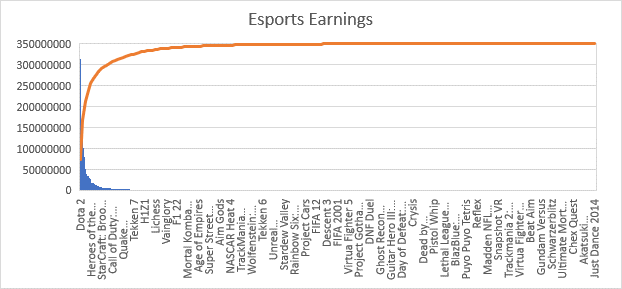 Esports Earnings
350000000
300000000
250000000
200000000
150000000
100000000
50000000
0
Dota 2
Heroes of the...
StarCraft: Broo...
Call of Duty:...
Quake...
Tekken 7
H1Z1
Lichess
Vainglory
F1 22
Mortal Komba...
Age of Empires
Super Street...
Aim Gods
NASCAR Heat 4
TrackMania...
Wolfenstein:...
Tekken 6
Unreal...
Stardew Valley
Rainbow Six:...
Project Cars
FIFA 12
Descent 3
FIFA 2001
Virtua Fighter 5
Project Gotha...
DNF Duel
Ghost Recon...
Guitar Hero III:...
Day of Defeat:...
Crysis
Dead by...
Pistol Whip
Lethal League...
BlazBlue:...
Puyo Puyo Tetris
Reflex
Madden NFL...
Snapshot VR
Trackmania 2:...
Virtua Fighter...
Beat Aim
Gundam Versus
Schwarzerblitz
Ultimate Mort...
Chex Quest
Akatsuki...
Just Dance 2014